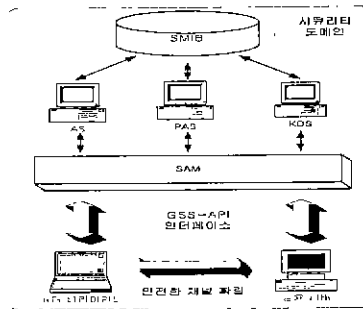 시큐리티
도메인
SMIB
AS
PAS
KDS
SAM
GSS-API
인터페이스
안전한 채널 확립